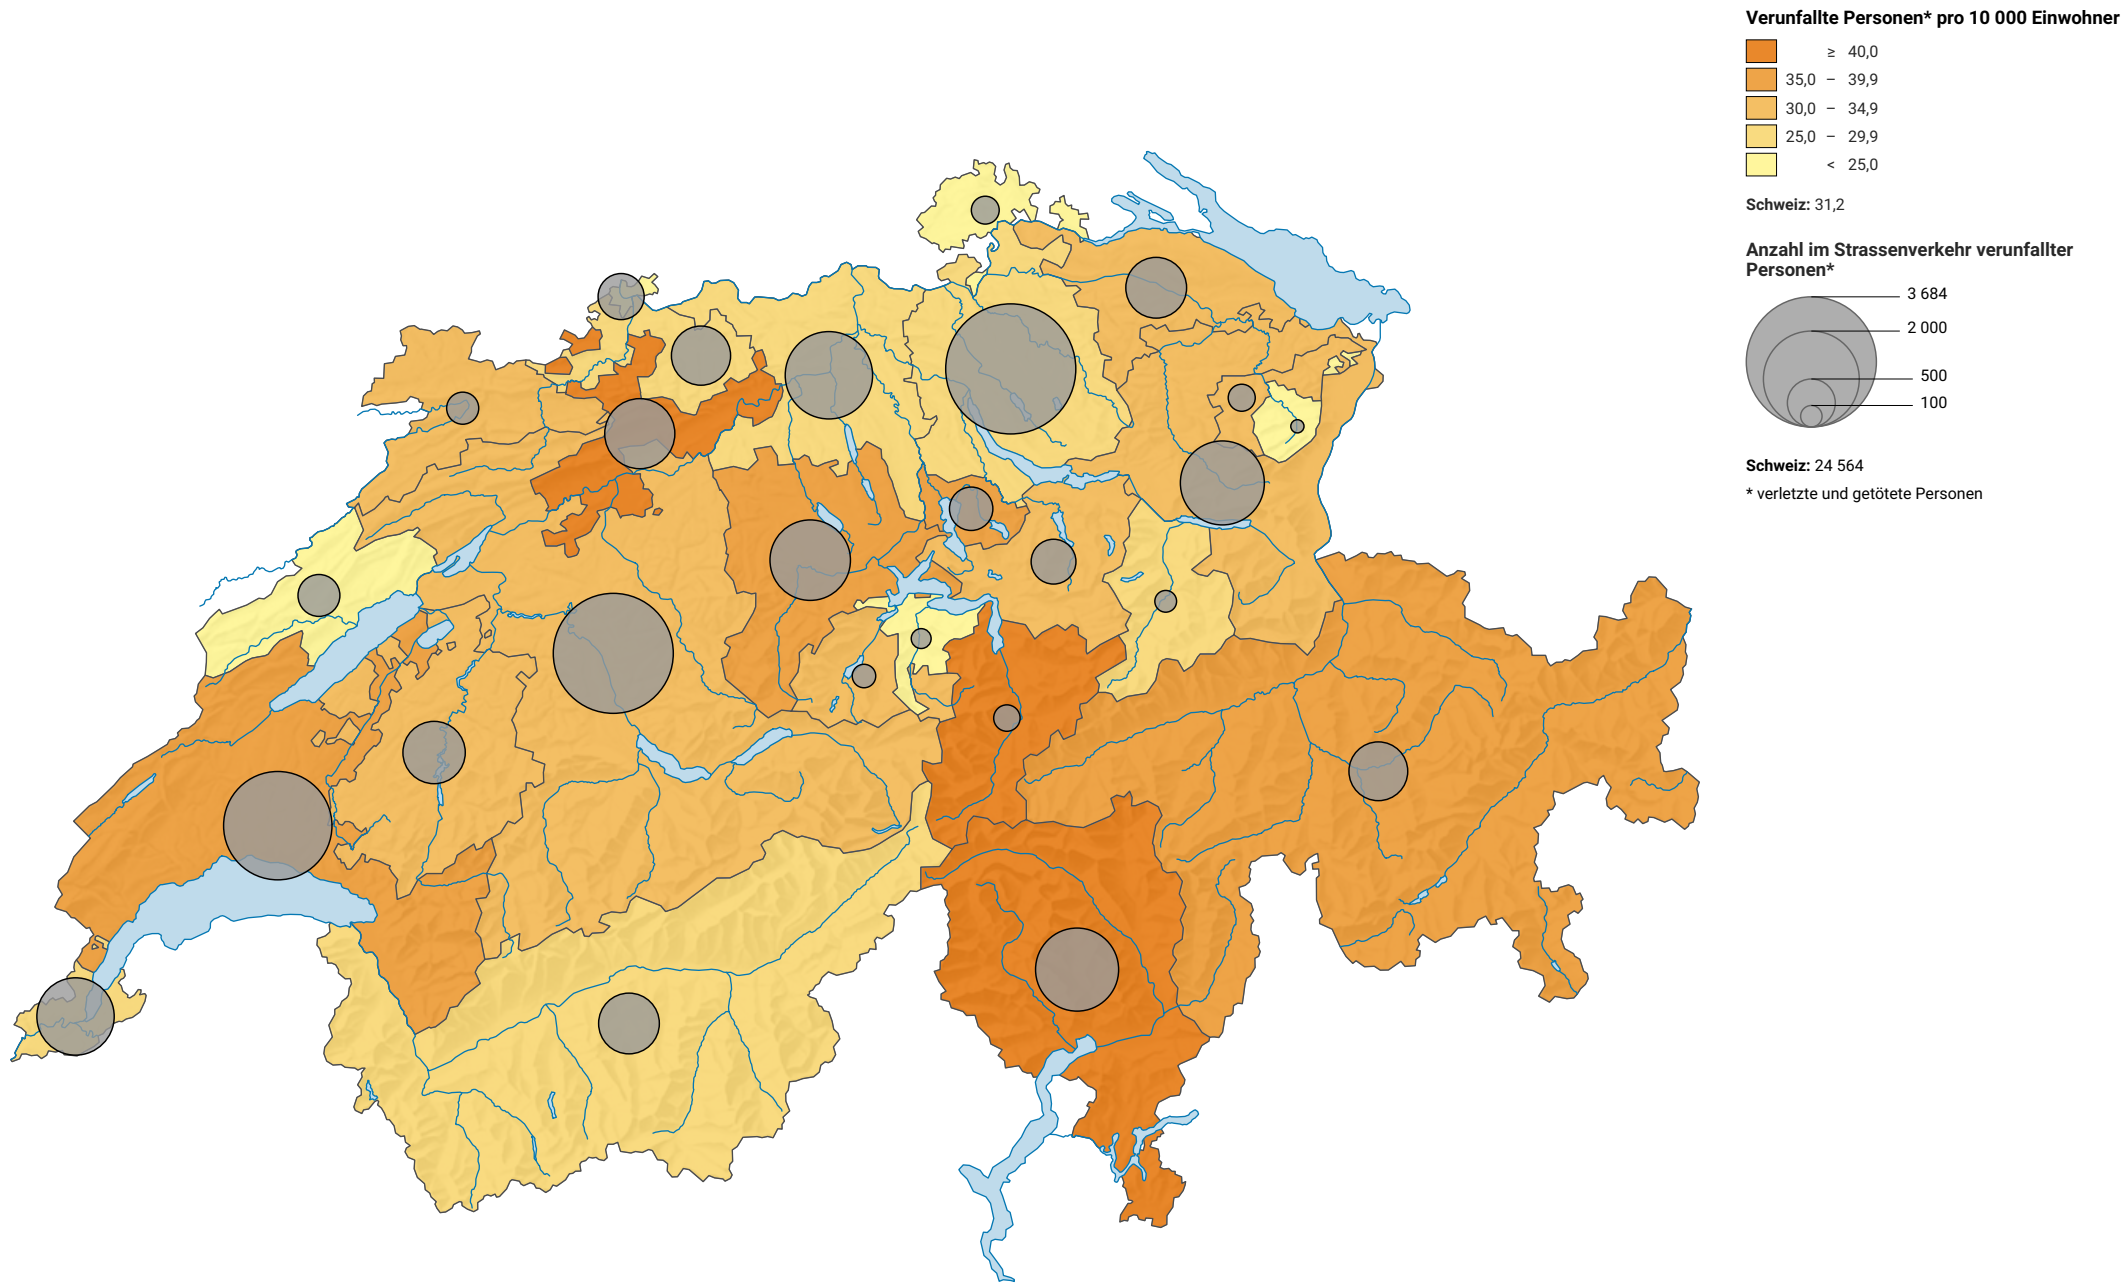 Verunfallte Personen* pro 10 000 Einwohner
≥ 40,0
35,0 – 39,9
30,0 – 34,9
25,0 – 29,9
< 25,0
Schweiz: 31,2
Anzahl im Strassenverkehr verunfallter
Personen*
3 684
2 000
500
100
Schweiz: 24 564
* verletzte und getötete Personen